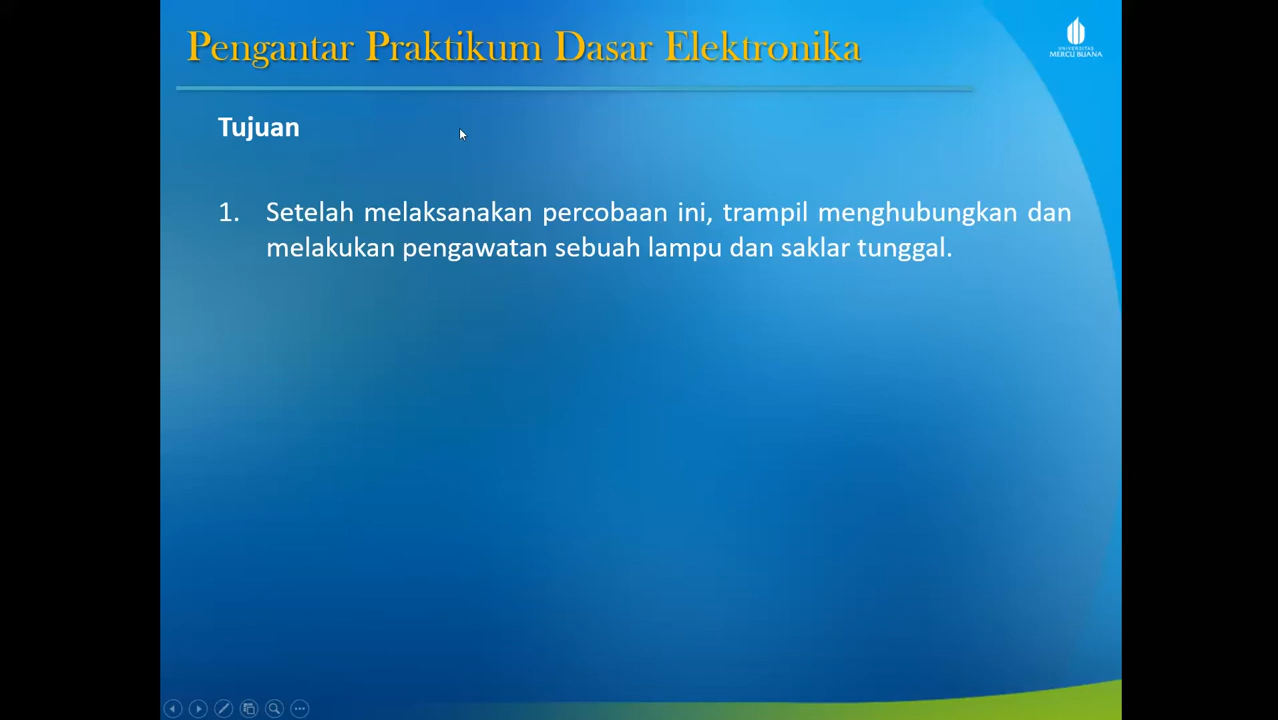 Pengantar Praktikum Dasar Elektronika
UNIVERSITAS
MERCU BUANA
Tujuan
1. Setelah melaksanakan percobaan ini, trampil menghubungkan dan
melakukan pengawatan sebuah lampu dan saklar tunggal.